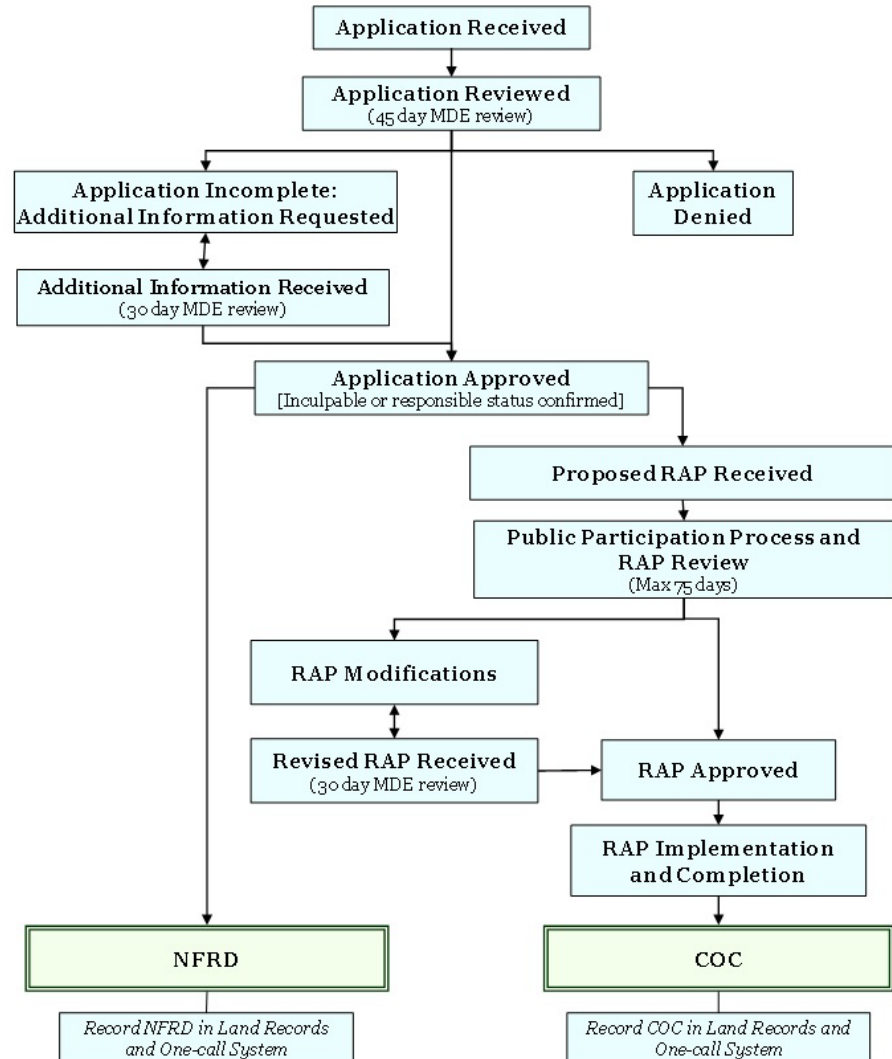 Application Received
Application Reviewed
(45 day MDE review)
Application Incomplete:
Additional Information Requested
Application
Denied
Additional Information Received
(30 day MDE review)
Application Approved
[Inculpable or responsible status confirmed]
Proposed RAP Received
Public Participation Process and
RAP Review
(Max 75 days)
RAP Modifications
Revised RAP Received
(30 day MDE review)
RAP Approved
RAP Implementation
and Completion
NFRD
COC
Record NFRD in Land Records
and One-call System
Record COC in Land Records and
One-call System